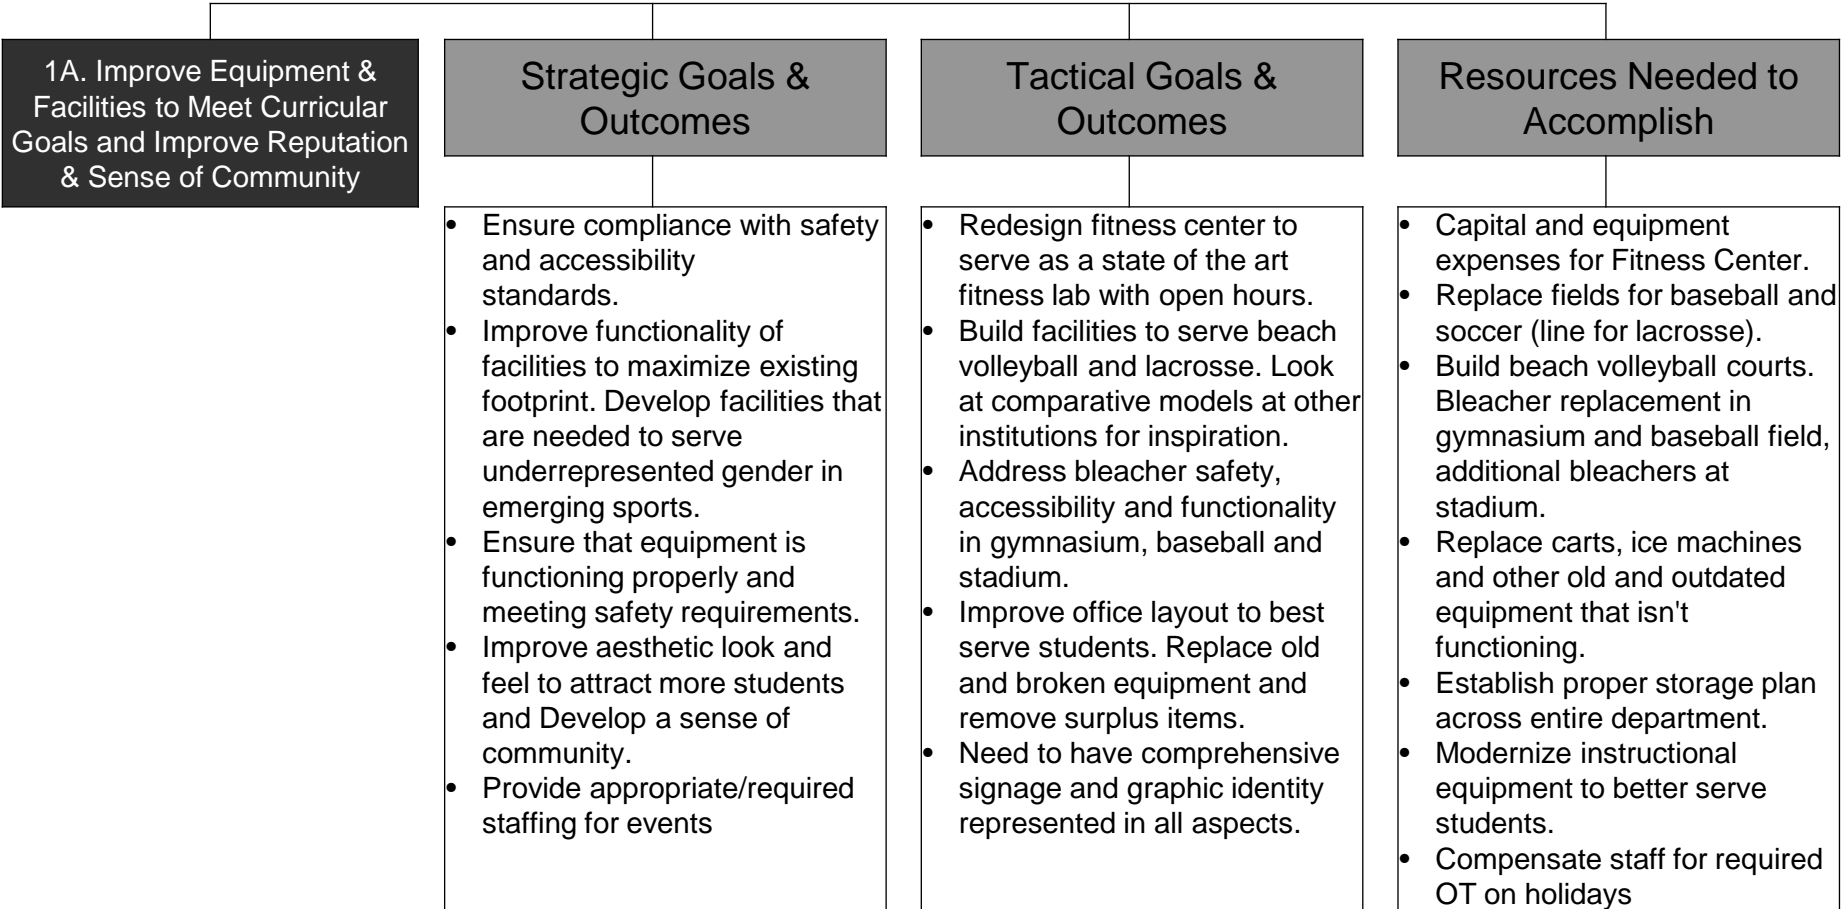 1A. Improve Equipment &
Facilities to Meet Curricular
Goals and Improve Reputation
& Sense of Community
Strategic Goals &
Outcomes
• Ensure compliance with safety
and accessibility
standards.
• Improve functionality of
facilities to maximize existing
footprint. Develop facilities that
are needed to serve
underrepresented gender in
emerging sports.
• Ensure that equipment is
functioning properly and
meeting safety requirements.
• Improve aesthetic look and
feel to attract more students
and Develop a sense of
community.
• Provide appropriate/required
staffing for events
Tactical Goals &
Outcomes
• Redesign fitness center to
serve as a state of the art
fitness lab with open hours.
• Build facilities to serve beach
volleyball and lacrosse. Look
at comparative models at other
institutions for inspiration.
• Address bleacher safety,
accessibility and functionality
in gymnasium, baseball and
stadium.
• Improve office layout to best
serve students. Replace old
and broken equipment and
remove surplus items.
• Need to have comprehensive
signage and graphic identity
represented in all aspects.
Resources Needed to
Accomplish
• Capital and equipment
expenses for Fitness Center.
• Replace fields for baseball and
soccer (line for lacrosse).
• Build beach volleyball courts.
Bleacher replacement in
gymnasium and baseball field,
additional bleachers at
stadium.
• Replace carts, ice machines
and other old and outdated
equipment that isn't
functioning.
• Establish proper storage plan
across entire department.
• Modernize instructional
equipment to better serve
students.
• Compensate staff for required
OT on holidays